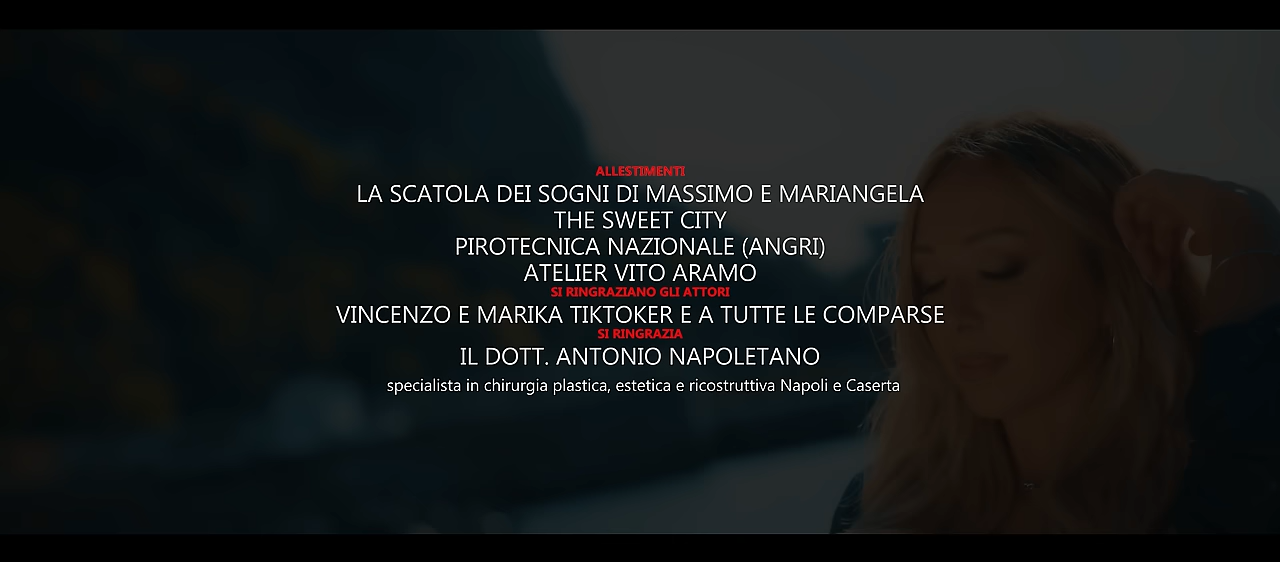 ALLESTIMENTI
LA SCATOLA DEI SOGNI DI MASSIMO E MARIANGELA
THE SWEET CITY
PIROTECNICA NAZIONALE (ANGRI)
ATELIER VITO ARAMO
SI RINGRAZIANO GLI ATTORI
VINCENZO E MARIKA TIKTOKER E A TUTTE LE COMPARSE
SI RINGRAZIA
IL DOTT. ANTONIO NAPOLETANO
specialista in chirurgia plastica, estetica e ricostruttiva Napoli e Caserta